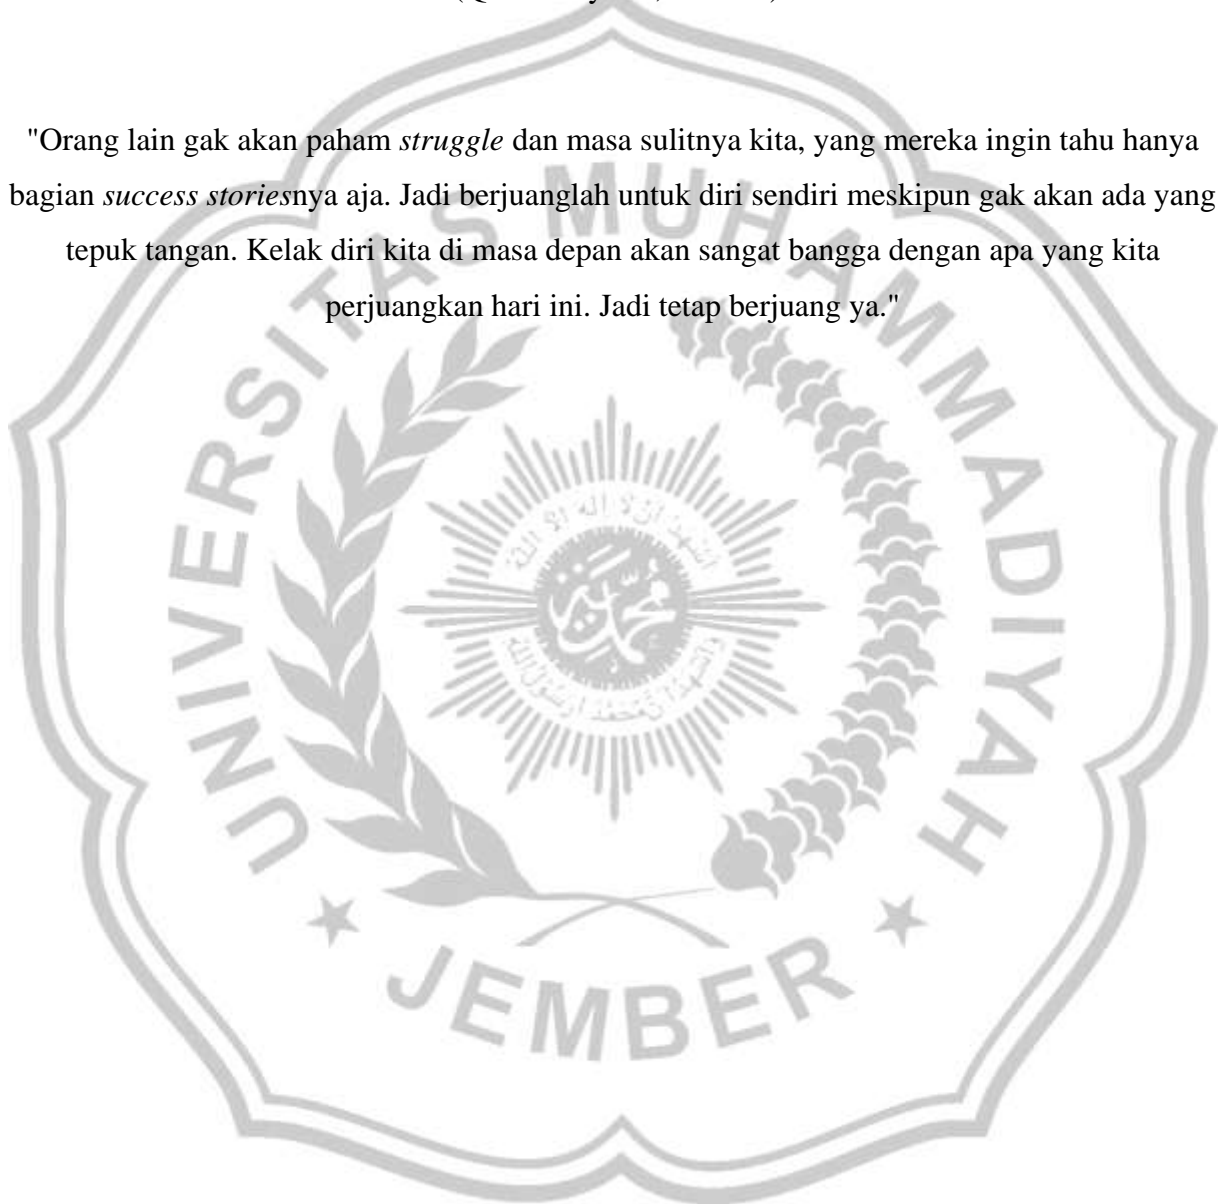 "Orang lain gak akan paham struggle dan masa sulitnya kita, yang mereka ingin tahu hanya
bagian success storiesnya aja. Jadi berjuanglah untuk diri sendiri meskipun gak akan ada yang
tepuk tangan. Kelak diri kita di masa depan akan sangat bangga dengan apa yang kita
perjuangkan hari ini. Jadi tetap berjuang ya."
UNIVERSITAS MUHAMMADIYAH
JEMBER